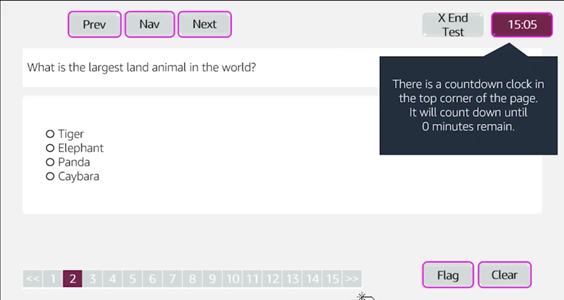 Prev Nav Next X End Test 15:05
What is the largest land animal in the world?
There is a countdown clock in
the top corner of the page.
It will count down until
0 minutes remain.
Tiger
Elephant
Panda
Caybara
<< 1 2 3 4 5 6 7 8 9 10 11 12 13 14 15 >>
Flag Clear